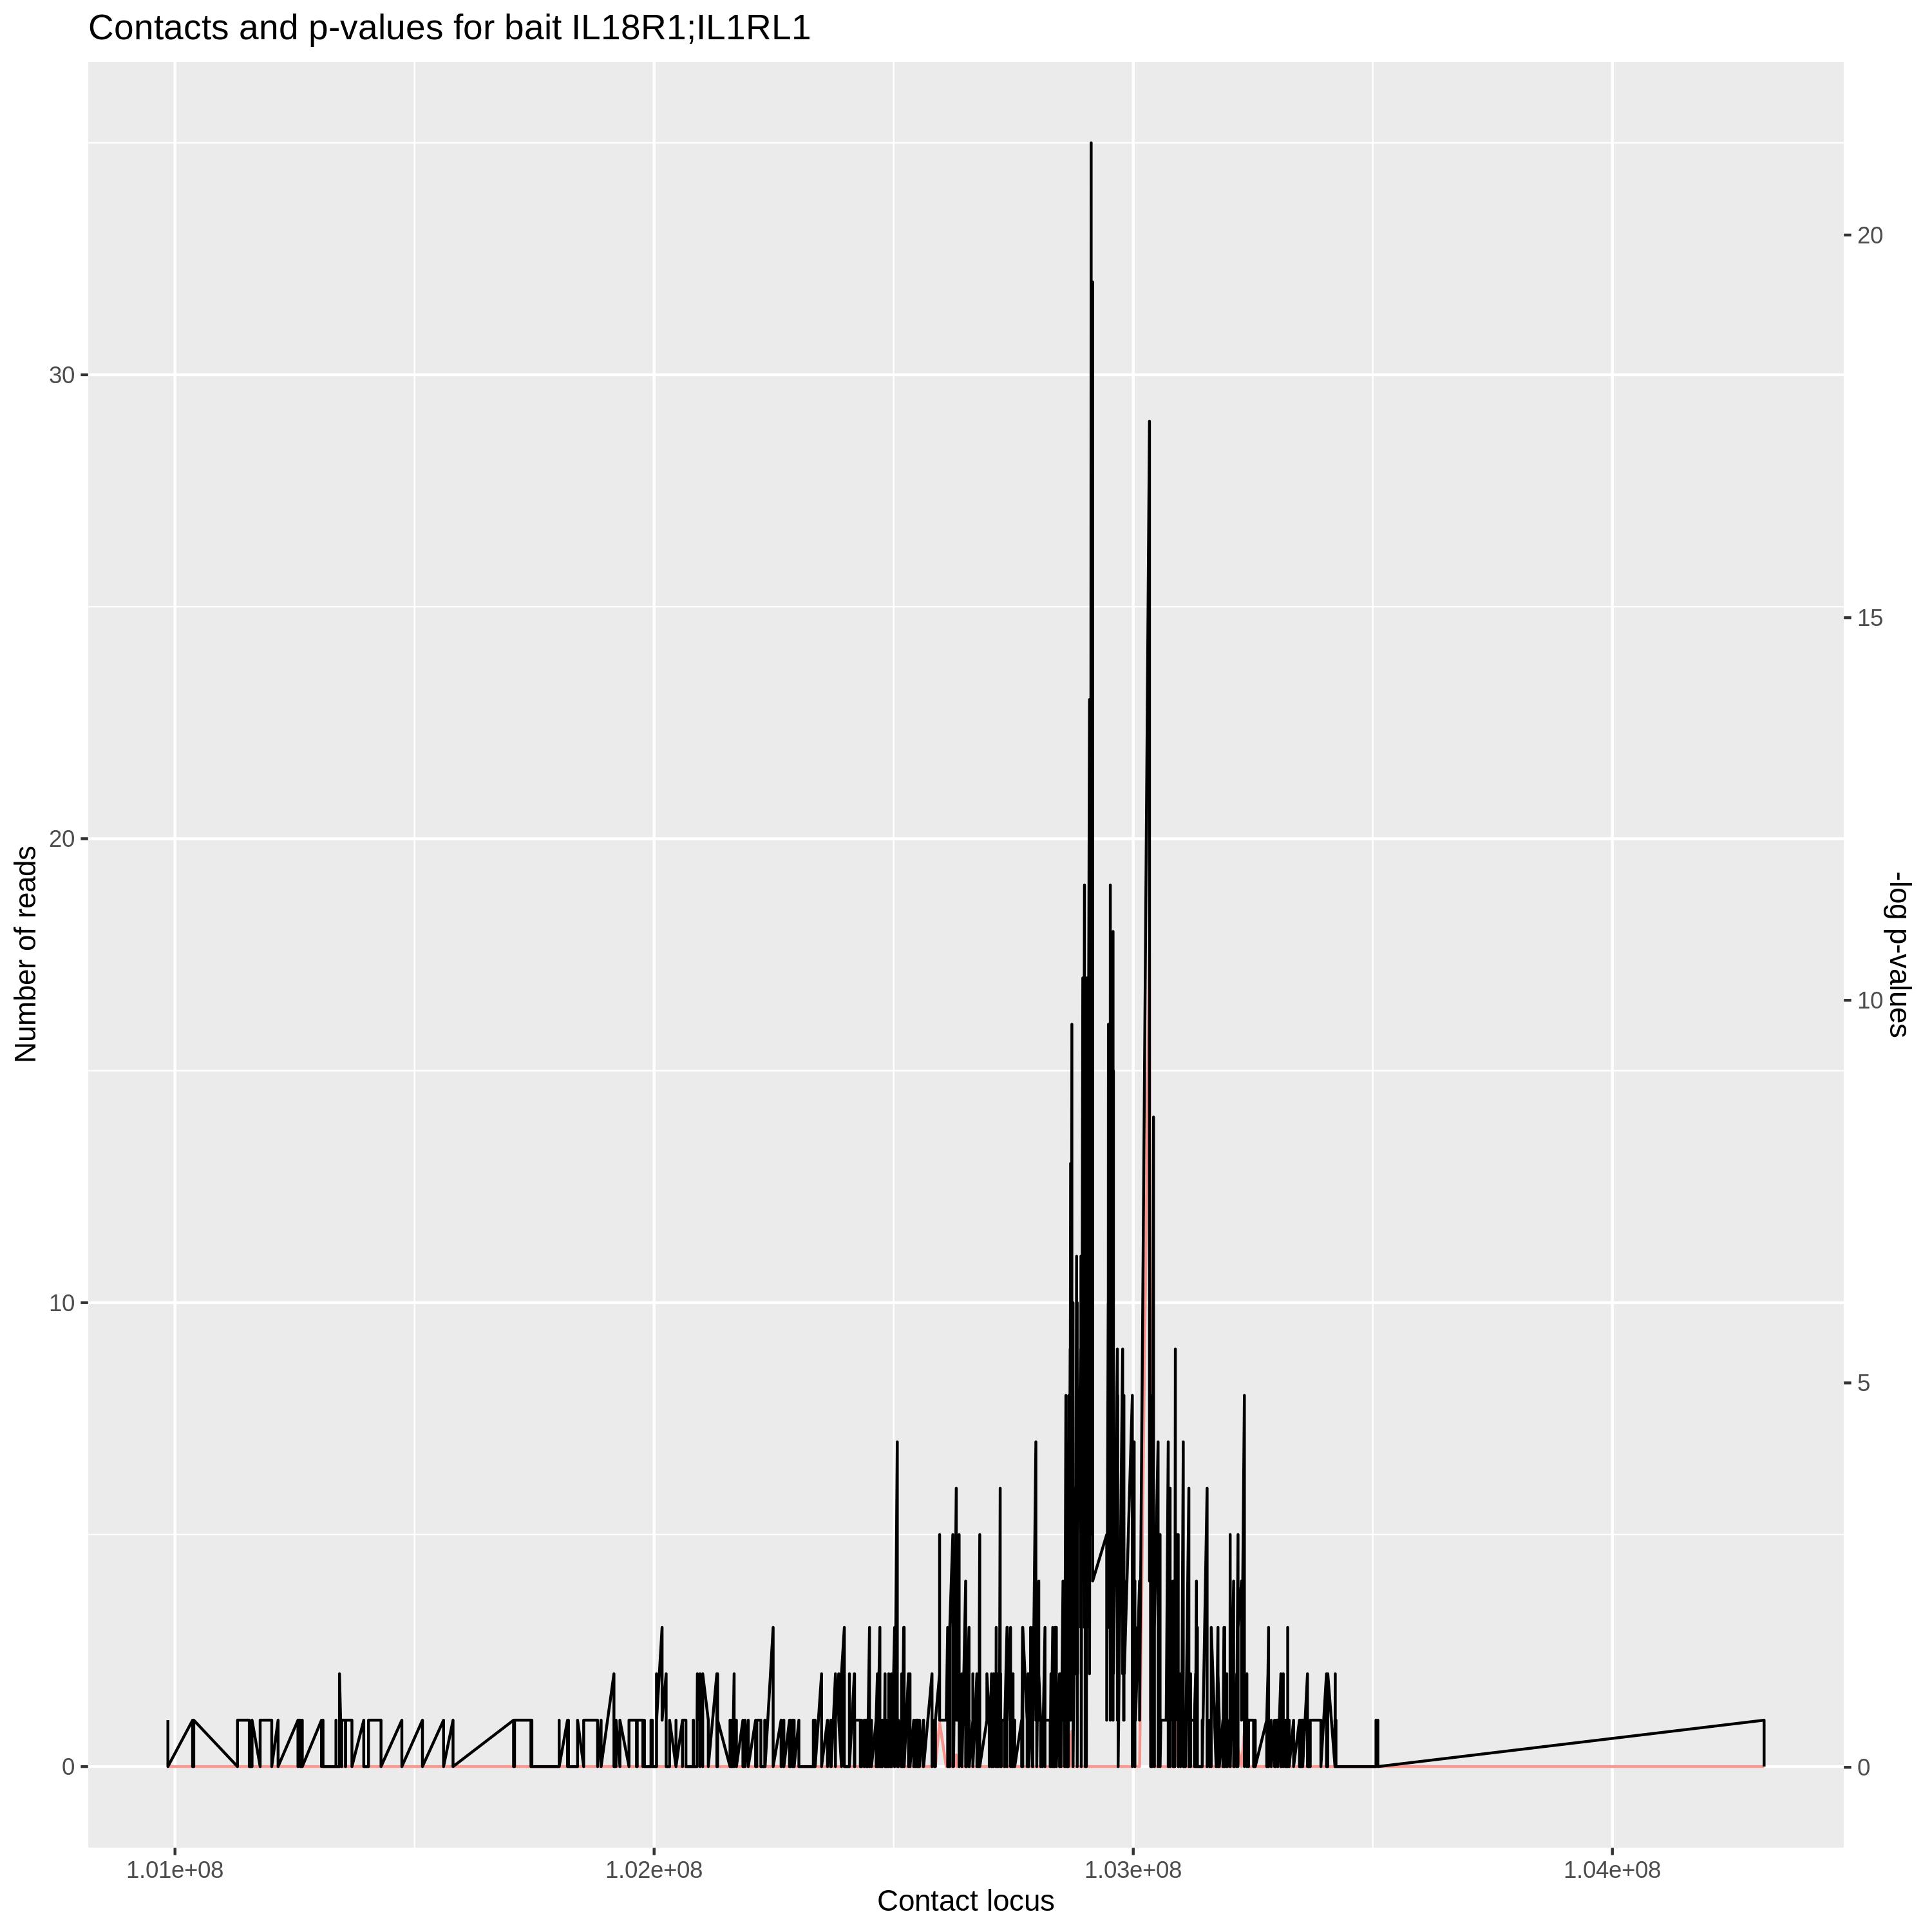 Contacts and p-values for bait IL18R1;IL1RL1
Number of reads
30
20
10
0
20
15
10
5
0
-log p-values
1.01e+08 1.02e+08 1.03e+08 1.04e+08
Contact locus